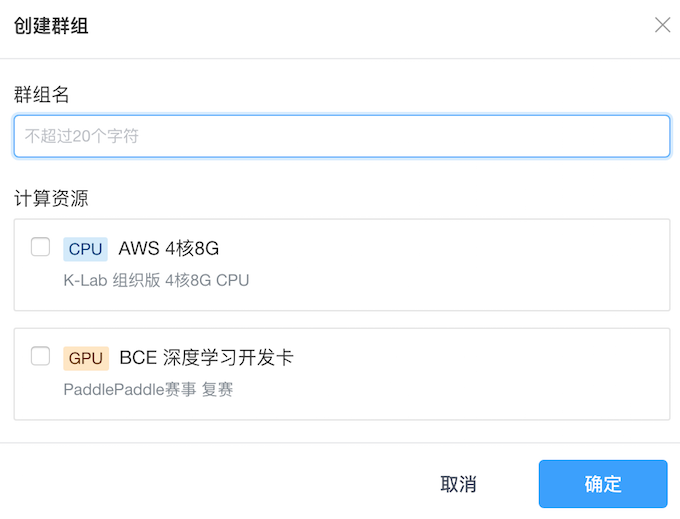 创建群组
群组名
不超过20个字符
计算资源
CPU AWS 4核8G
K-Lab 组织版 4核8G CPU
GPU BCE 深度学习开发卡
PaddlePaddle赛事 复赛
取消 确定